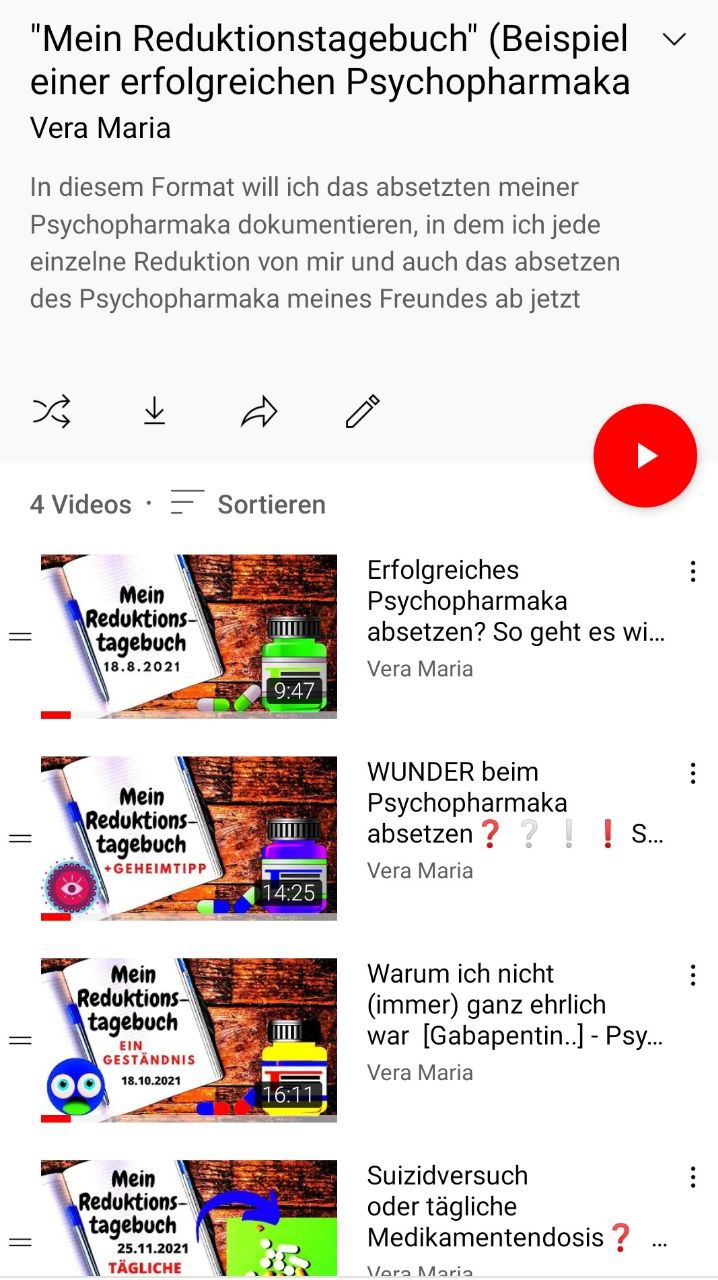 "Mein Reduktionstagebuch" (Beispiel
einer erfolgreichen Psychopharmaka
Vera Maria
In diesem Format will ich das absetzten meiner
Psychopharmaka dokumentieren, in dem ich jede
einzelne Reduktion von mir und auch das absetzen
des Psychopharmaka meines Freundes ab jetzt
4 Videos · Sortieren
Mein
Reduktions-
tagebuch
18.8.2021
9:47
Erfolgreiches
Psychopharmaka
absetzen? So geht es wi...
Vera Maria
Mein
Reduktions-
tagebuch
+GEHEIMTIPP
14:25
WUNDER beim
Psychopharmaka
absetzen❓❔❕❗ S...
Vera Maria
Mein
Reduktions-
tagebuch
EIN
GESTÄNDNIS
18.10.2021
16:11
Warum ich nicht
(immer) ganz ehrlich
war [Gabapentin..] - Psy...
Vera Maria
Mein
Reduktions-
tagebuch
25.11.2021
TÄGLICHE
Suizidversuch
oder tägliche
Medikamentendosis❓ ...
Vera Maria